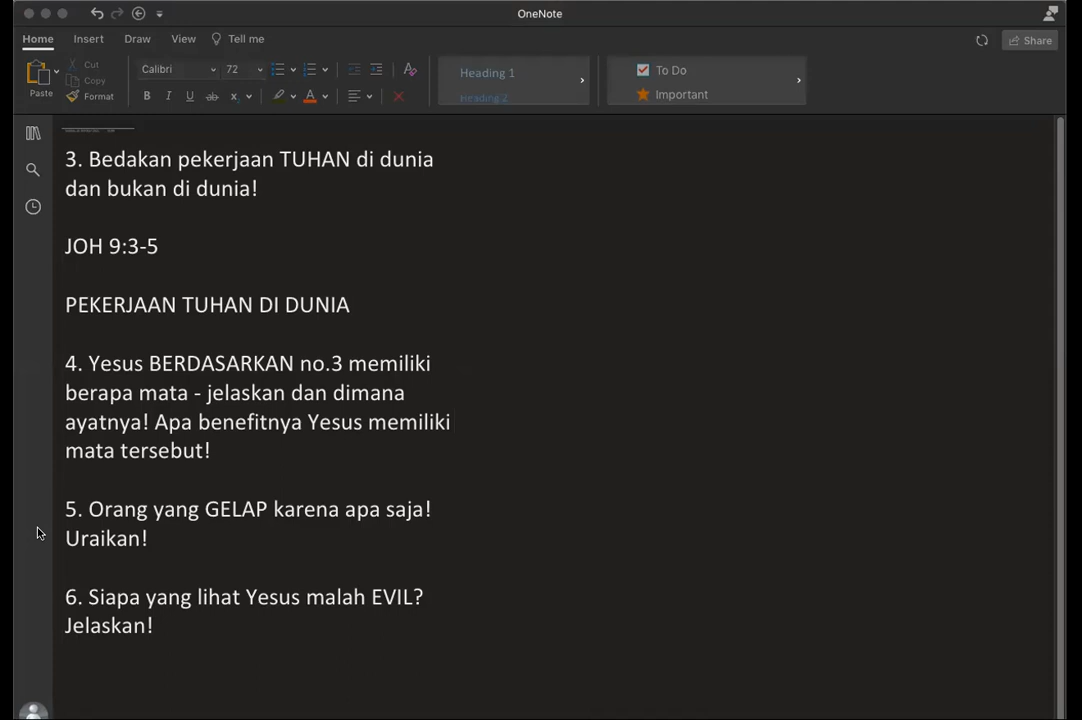 OneNote
Home Insert Draw View Tell me Share
Cut
Copy
Paste Format
Calibri 72
B I U ab x A
Heading 1
Heading 2
To Do
Important
3. Bedakan pekerjaan TUHAN di dunia
dan bukan di dunia!
JOH 9:3-5
PEKERJAAN TUHAN DI DUNIA
4. Yesus BERDASARKAN no.3 memiliki
berapa mata - jelaskan dan dimana
ayatnya! Apa benefitnya Yesus memiliki
mata tersebut!
5. Orang yang GELAP karena apa saja!
Uraikan!
6. Siapa yang lihat Yesus malah EVIL?
Jelaskan!